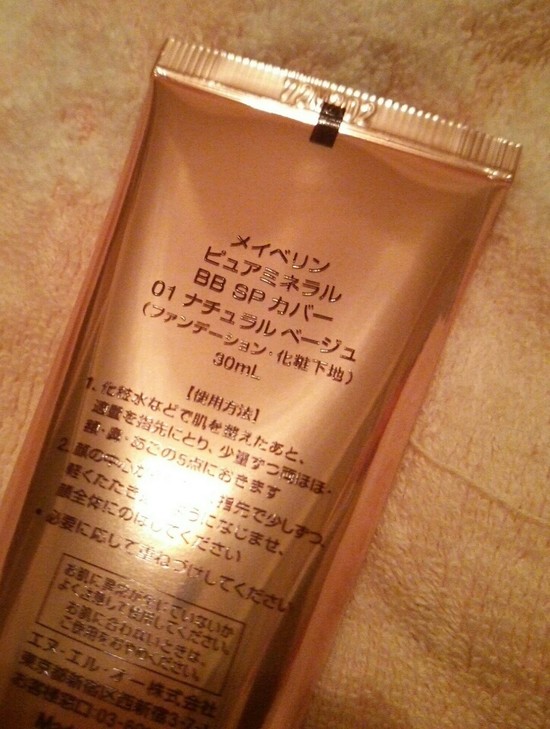 メイベリン
ピュアミネラル
BB SP カバー
01 ナチュラル ベージュ
(ファンデーション・化粧下地)
30mL
【使用方法】
1. 化粧水などで肌を整えたあと、
適量を指先にとり、少量ずつ両ほほ・
額・鼻・あごの5点におきます
2. 顔の中心か 指先で少しずつ、
軽くたたき うになじませ、
顔全体にのばしてください
・必要に応じて重ねづけしてください
お肌に異常が生じていないか
よく注意して使用してください。
お肌に合わないときは、
ご使用をおやめください。
エヌ・エル・オー株式会社
東京都新宿区西新宿3-7-
お客様窓口:03-6